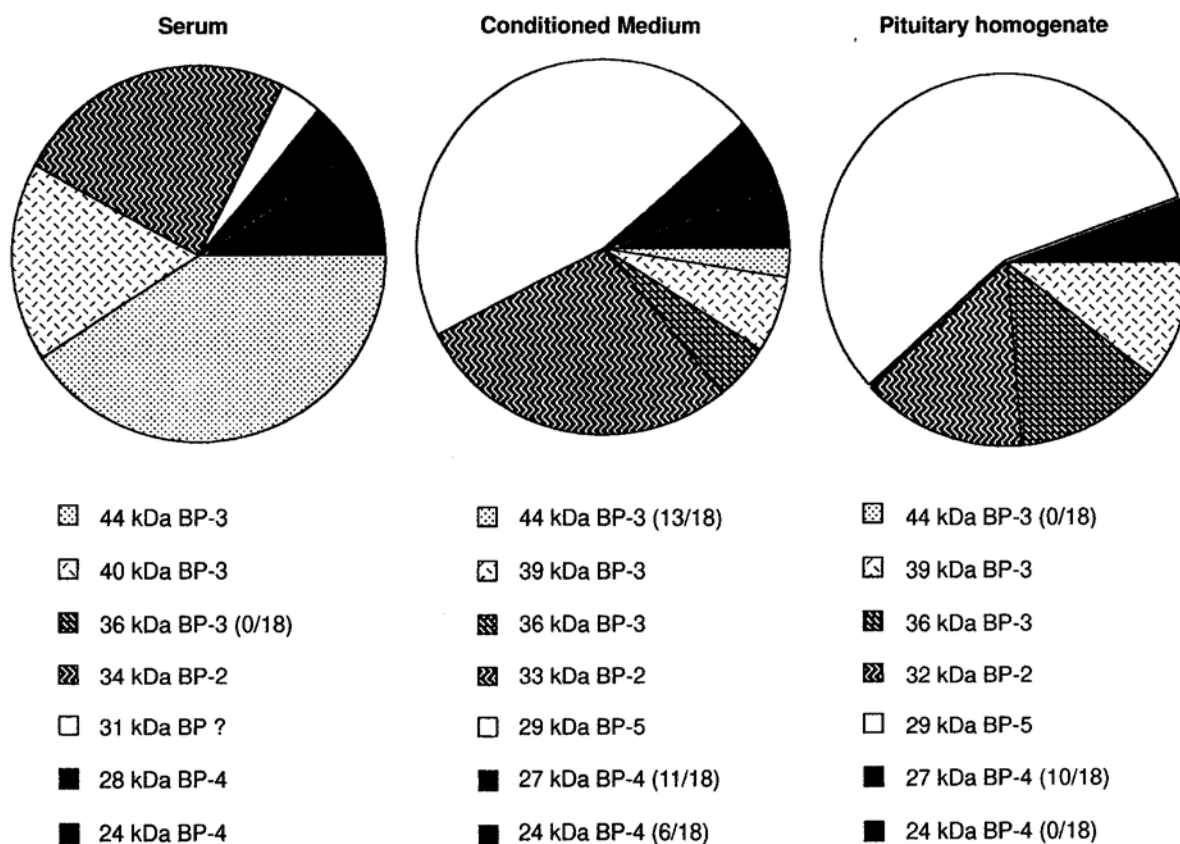 Serum
Conditioned Medium
Pituitary homogenate
44 kDa BP-3
40 kDa BP-3
36 kDa BP-3 (0/18)
34 kDa BP-2
31 kDa BP ?
28 kDa BP-4
24 kDa BP-4
44 kDa BP-3 (13/18)
39 kDa BP-3
36 kDa BP-3
33 kDa BP-2
29 kDa BP-5
27 kDa BP-4 (11/18)
24 kDa BP-4 (6/18)
44 kDa BP-3 (0/18)
39 kDa BP-3
36 kDa BP-3
32 kDa BP-2
29 kDa BP-5
27 kDa BP-4 (10/18)
24 kDa BP-4 (0/18)